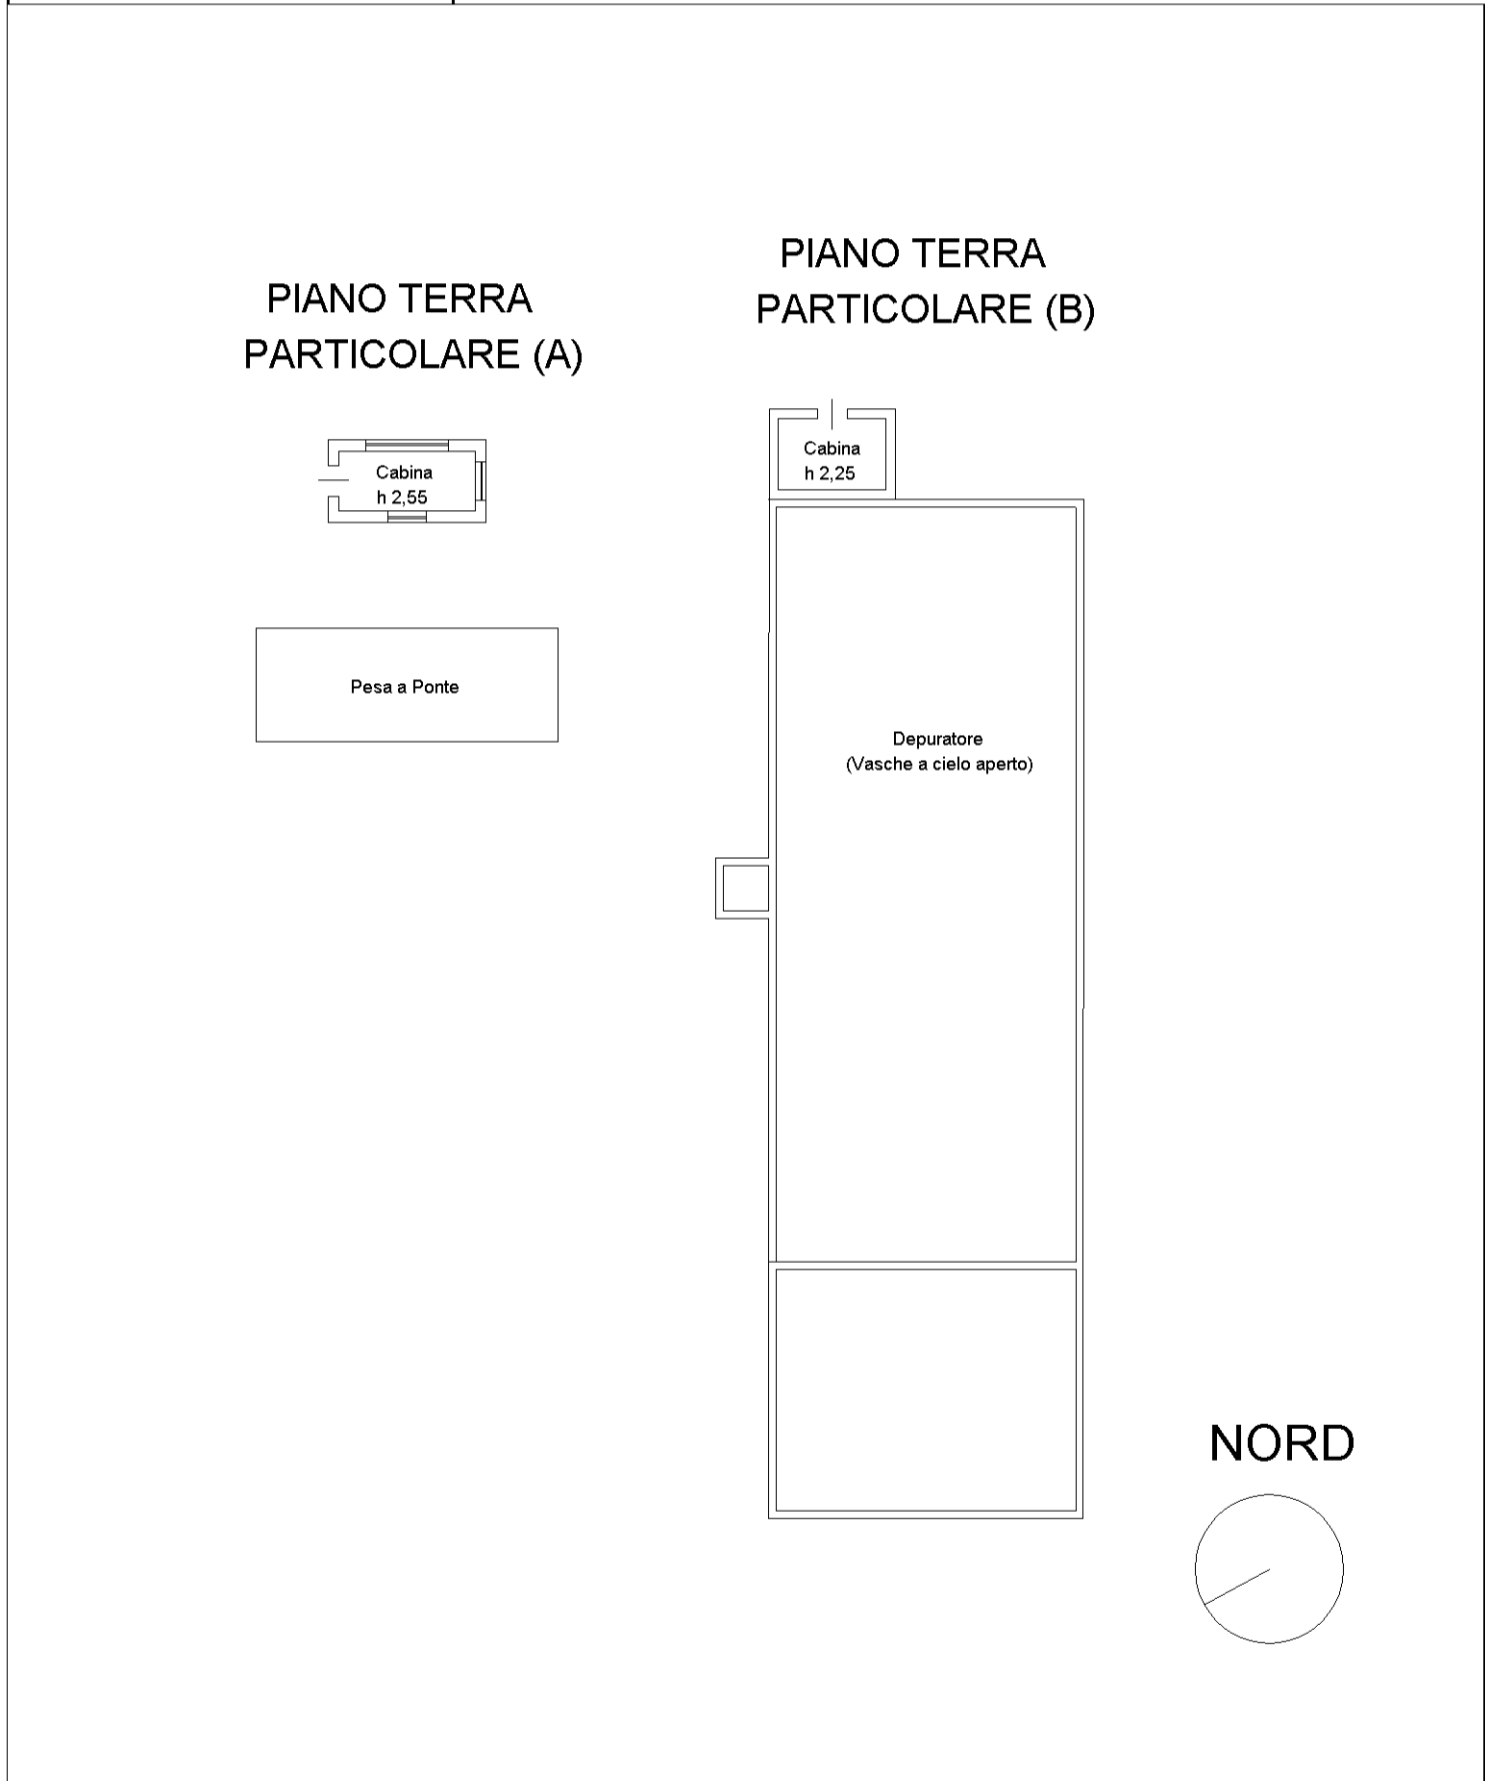 PIANO TERRA
PARTICOLARE (A)
Cabina
h 2,55
Pesa a Ponte
PIANO TERRA
PARTICOLARE (B)
Cabina
h 2,25
Depuratore
(Vasche a cielo aperto)
NORD